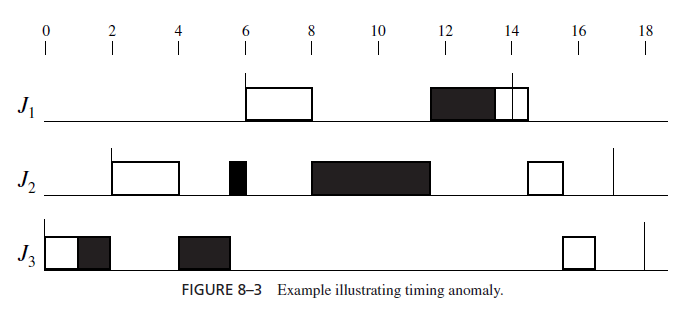 0 2 4 6 8 10 12 14 16 18
J1
J2
J3
FIGURE 8–3 Example illustrating timing anomaly.